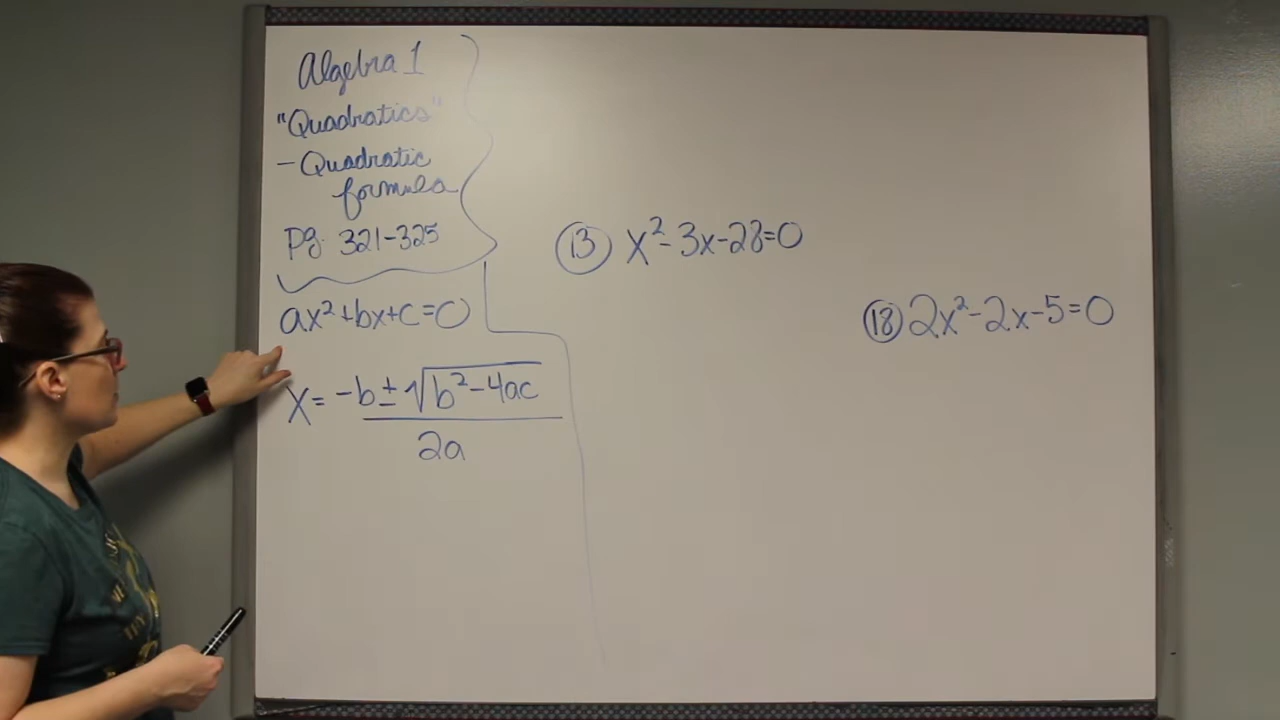 Algebra 1
"Quadratics"
- Quadratic
formula
Pg. 321-325
ax²+bx+c=0
x= -b ± √b²-4ac
2a
13 x²-3x-28=0
18 2x²-2x-5=0